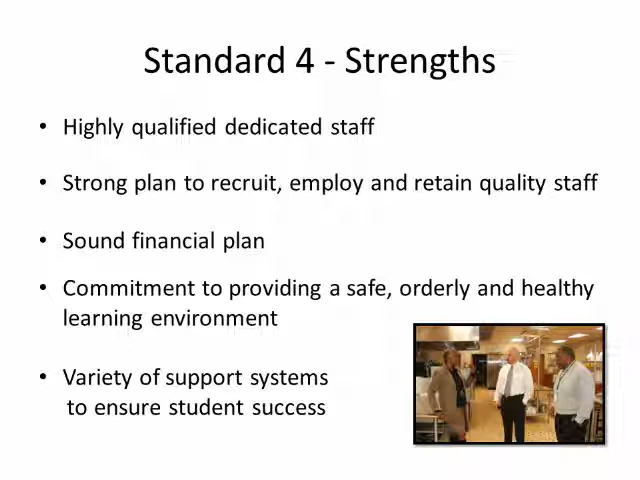 Standard 4 - Strengths
• Highly qualified dedicated staff
• Strong plan to recruit, employ and retain quality staff
• Sound financial plan
• Commitment to providing a safe, orderly and healthy
learning environment
• Variety of support systems
to ensure student success